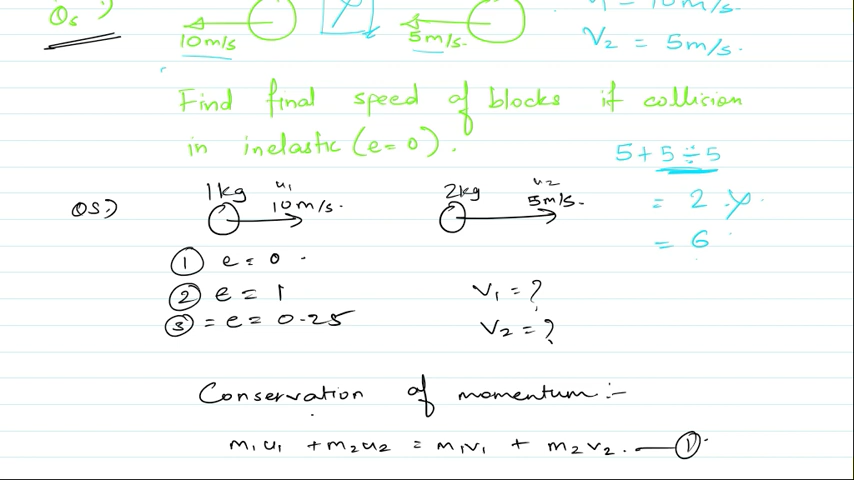 Qs :)
10m/s
5m/s.
= 10m/s.
V2 = 5m/s.
Find final speed of blocks if collision
in inelastic (e=0).
5+5÷5
= 2
= 6
QS:)
1kg u1 10m/s.
2kg u2 5m/s.
① e = 0
② e = 1
③ = e = 0.25
V1 = ?
V2 = ?
Conservation of momentum :-
m1u1 + m2u2 = m1v1 + m2v2. — ①